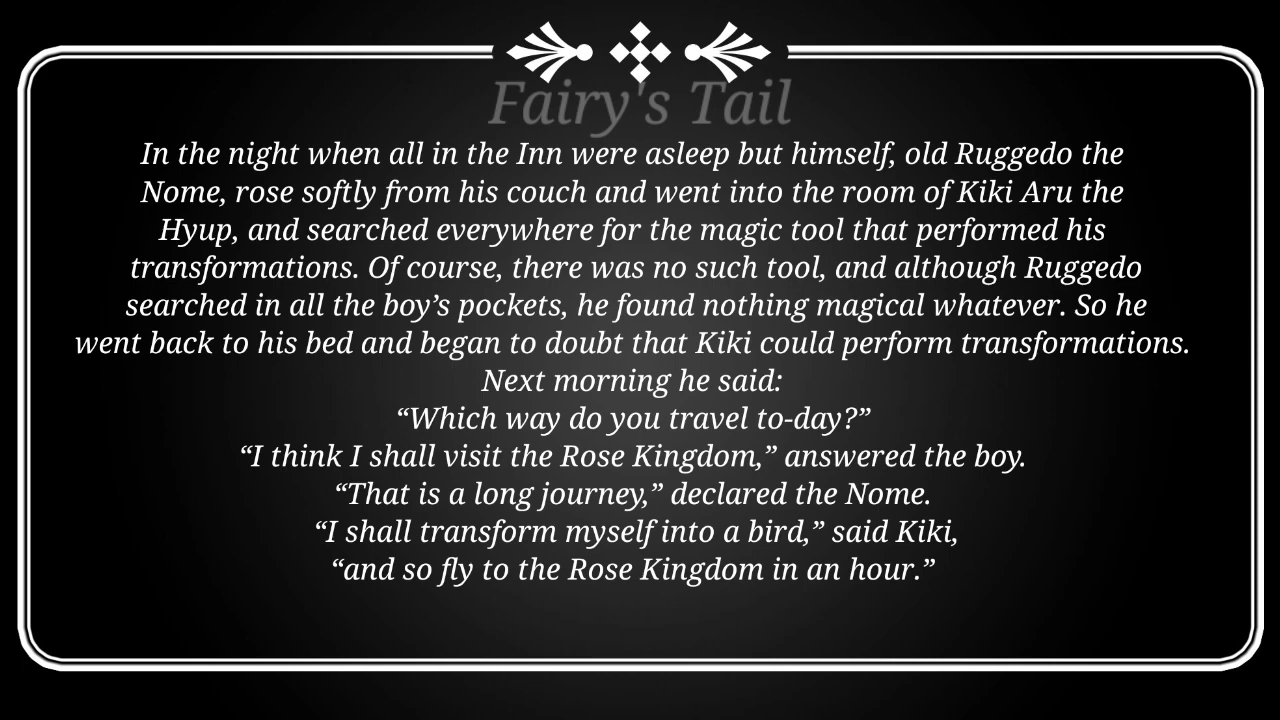 Fairy's Tail
In the night when all in the Inn were asleep but himself, old Ruggedo the
Nome, rose softly from his couch and went into the room of Kiki Aru the
Hyup, and searched everywhere for the magic tool that performed his
transformations. Of course, there was no such tool, and although Ruggedo
searched in all the boy’s pockets, he found nothing magical whatever. So he
went back to his bed and began to doubt that Kiki could perform transformations.
Next morning he said:
“Which way do you travel to-day?”
“I think I shall visit the Rose Kingdom,” answered the boy.
“That is a long journey,” declared the Nome.
“I shall transform myself into a bird,” said Kiki,
“and so fly to the Rose Kingdom in an hour.”